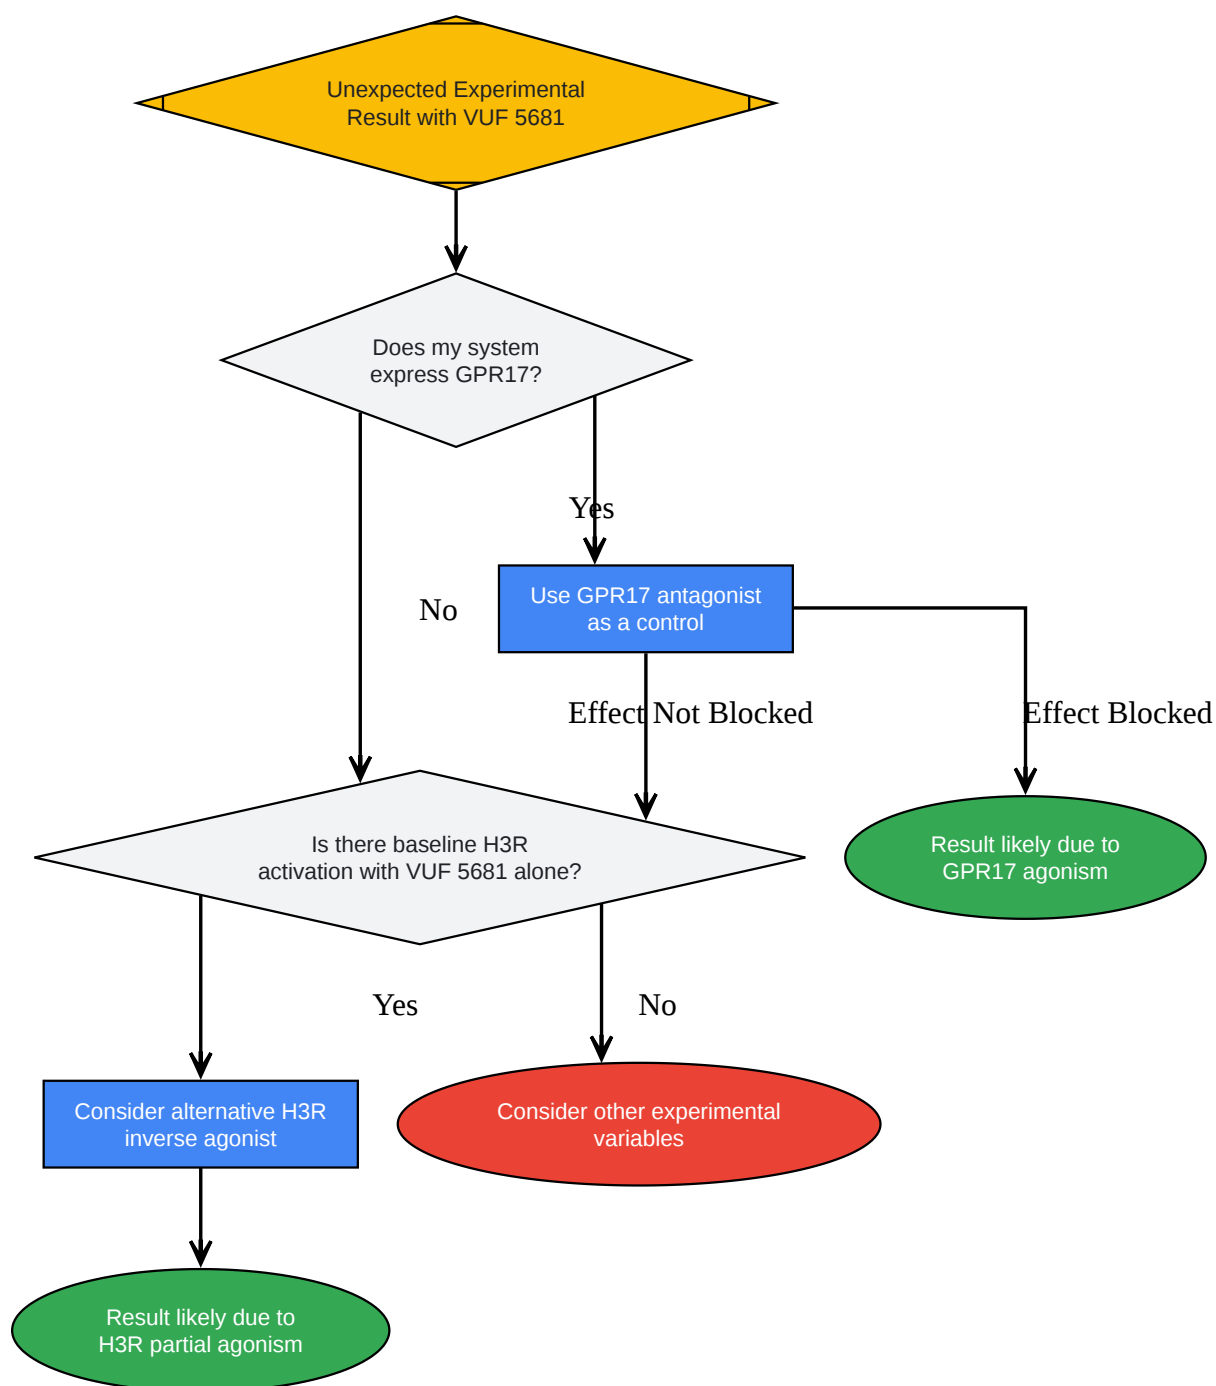 Unexpected Experimental
Result with VUF 5681
Does my system
express GPR17?
Yes
No
Use GPR17 antagonist
as a control
Effect Not Blocked
Effect Blocked
Is there baseline H3R
activation with VUF 5681 alone?
Result likely due to
GPR17 agonism
Yes
No
Consider alternative H3R
inverse agonist
Consider other experimental
variables
Result likely due to
H3R partial agonism